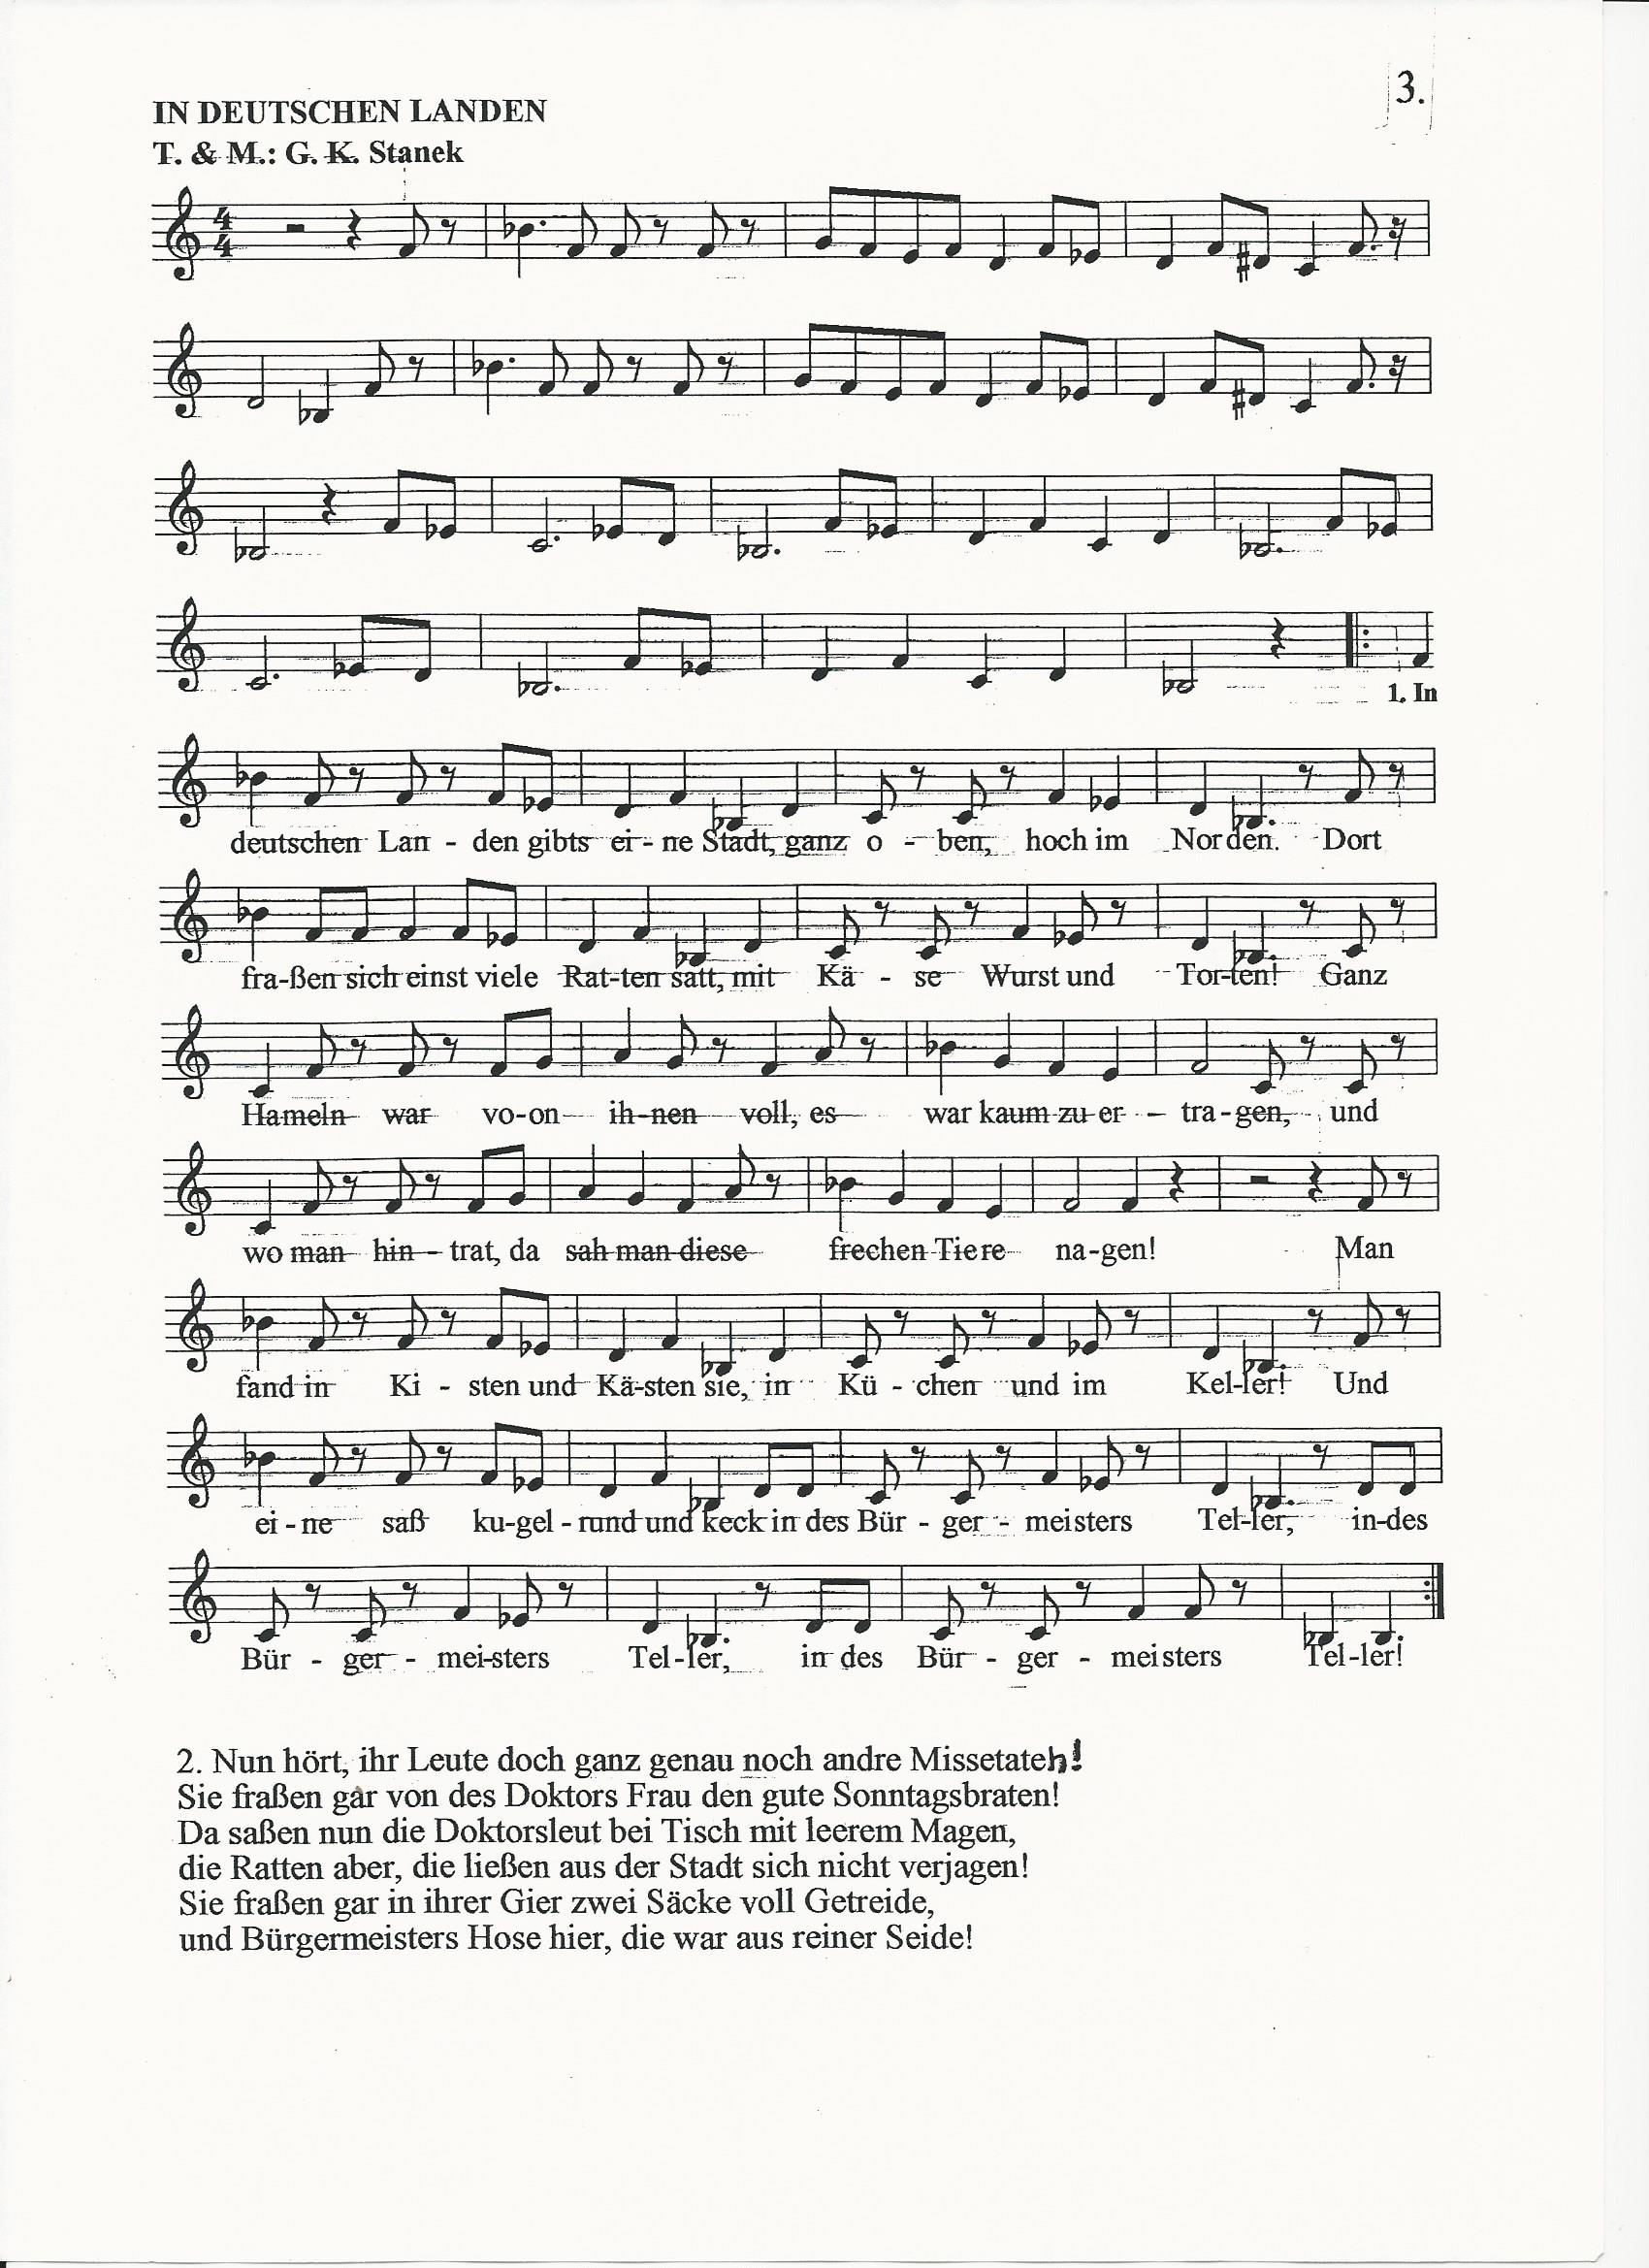 3.
IN DEUTSCHEN LANDEN
T. & M.: G. K. Stanek
1. In
deutschen Lan - den gibts ei - ne Stadt, ganz o - ben, hoch im Nor den. Dort
fra-ßen sich einst viele Rat-ten satt, mit Kä - se Wurst und Tor-ten! Ganz
Hameln war vo-on ih-nen voll, es war kaum zu er - tra-gen, und
wo man hin - trat, da sah man diese frechen Tiere na-gen! Man
fand in Ki - sten und Kä-sten sie, in Kü - chen und im Kel-ler! Und
ei - ne saß ku-gel - rund und keck in des Bür - ger - meisters Tel-ler, in-des
Bür - ger - mei-sters Tel-ler, in des Bür - ger - meisters Tel-ler!
2. Nun hört, ihr Leute doch ganz genau noch andre Missetaten!
Sie fraßen gar von des Doktors Frau den gute Sonntagsbraten!
Da saßen nun die Doktorsleut bei Tisch mit leerem Magen,
die Ratten aber, die ließen aus der Stadt sich nicht verjagen!
Sie fraßen gar in ihrer Gier zwei Säcke voll Getreide,
und Bürgermeisters Hose hier, die war aus reiner Seide!